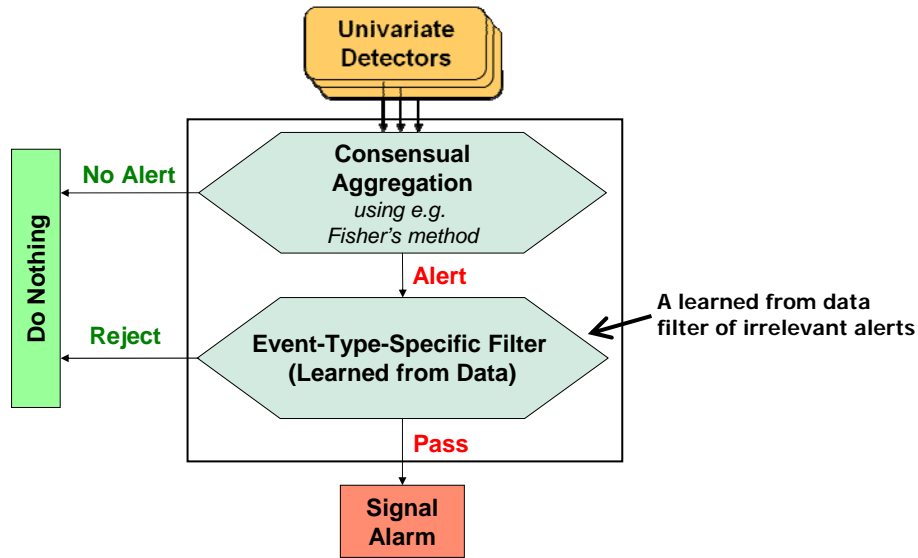 Univariate
Detectors
Consensual
Aggregation
using e.g.
Fisher's method
No Alert
Do Nothing
Alert
A learned from data
filter of irrelevant alerts
Reject
Event-Type-Specific Filter
(Learned from Data)
Pass
Signal
Alarm